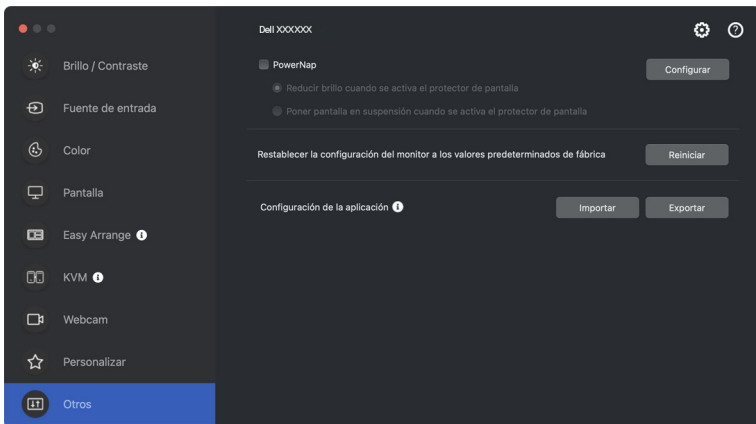 Dell XXXXXX
Brillo / Contraste
Fuente de entrada
Color
Pantalla
Easy Arrange
KVM
Webcam
Personalizar
Otros
PowerNap
Configurar
Reducir brillo cuando se activa el protector de pantalla
Poner pantalla en suspensión cuando se activa el protector de pantalla
Restablecer la configuración del monitor a los valores predeterminados de fábrica
Reiniciar
Configuración de la aplicación
Importar
Exportar